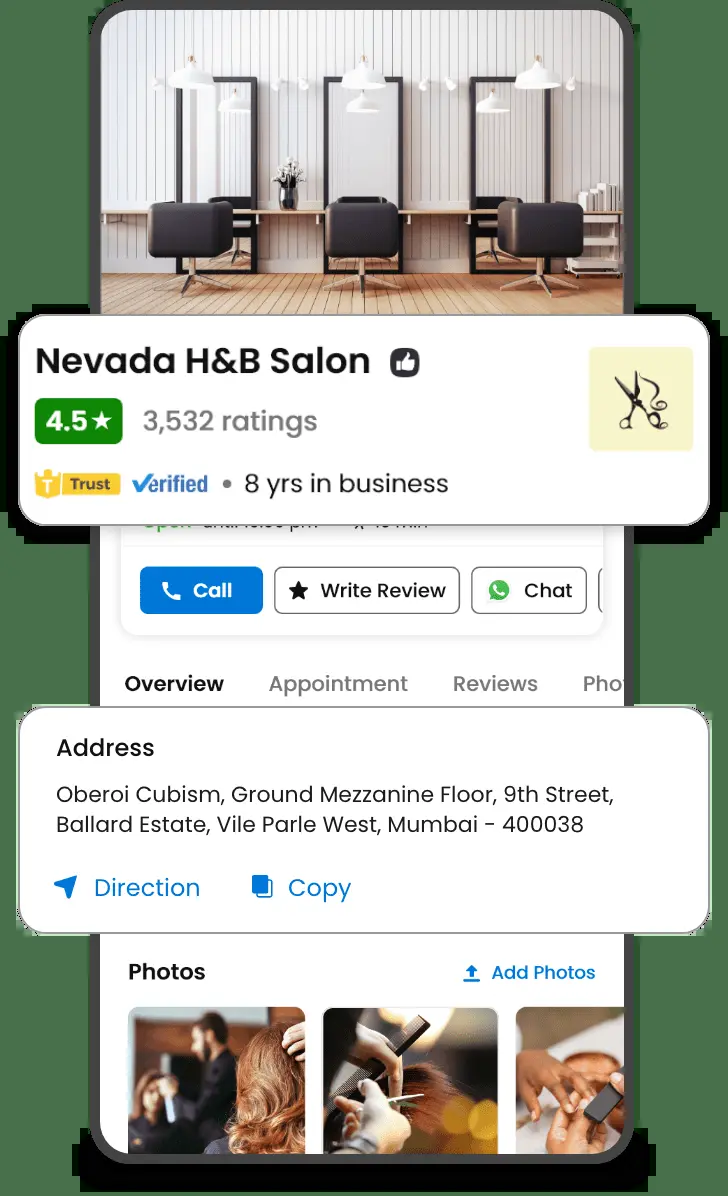 Nevada H&B Salon
4.5★ 3,532 ratings
T Trust Verified • 8 yrs in business
Call Write Review Chat
Overview Appointment Reviews Pho
Address
Oberoi Cubism, Ground Mezzanine Floor, 9th Street,
Ballard Estate, Vile Parle West, Mumbai - 400038
Direction Copy
Photos Add Photos